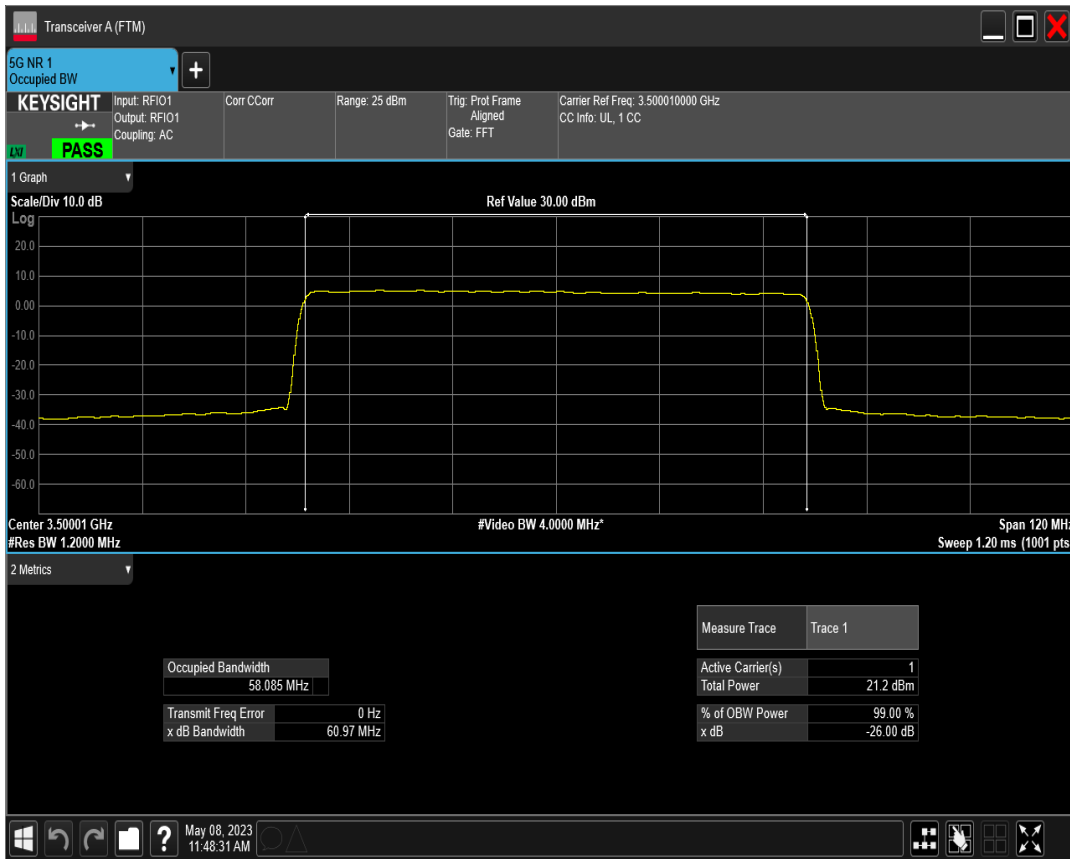 Transceiver A (FTM)
5G NR 1
Occupied BW
KEYSIGHT
LXI
PASS
Input: RFIO1
Output: RFIO1
Coupling: AC
Corr CCorr
Range: 25 dBm
Trig: Prot Frame
Aligned
Gate: FFT
Carrier Ref Freq: 3.500010000 GHz
CC Info: UL, 1 CC
1 Graph
Scale/Div 10.0 dB
Ref Value 30.00 dBm
Log
20.0
10.0
0.00
-10.0
-20.0
-30.0
-40.0
-50.0
-60.0
Center 3.50001 GHz
#Video BW 4.0000 MHz*
Span 120 MHz
#Res BW 1.2000 MHz
Sweep 1.20 ms (1001 pts
2 Metrics
Measure Trace
Trace 1
Occupied Bandwidth
58.085 MHz
Active Carrier(s)
1
Total Power
21.2 dBm
Transmit Freq Error
0 Hz
x dB Bandwidth
60.97 MHz
% of OBW Power
99.00 %
x dB
-26.00 dB
?
May 08, 2023
11:48:31 AM